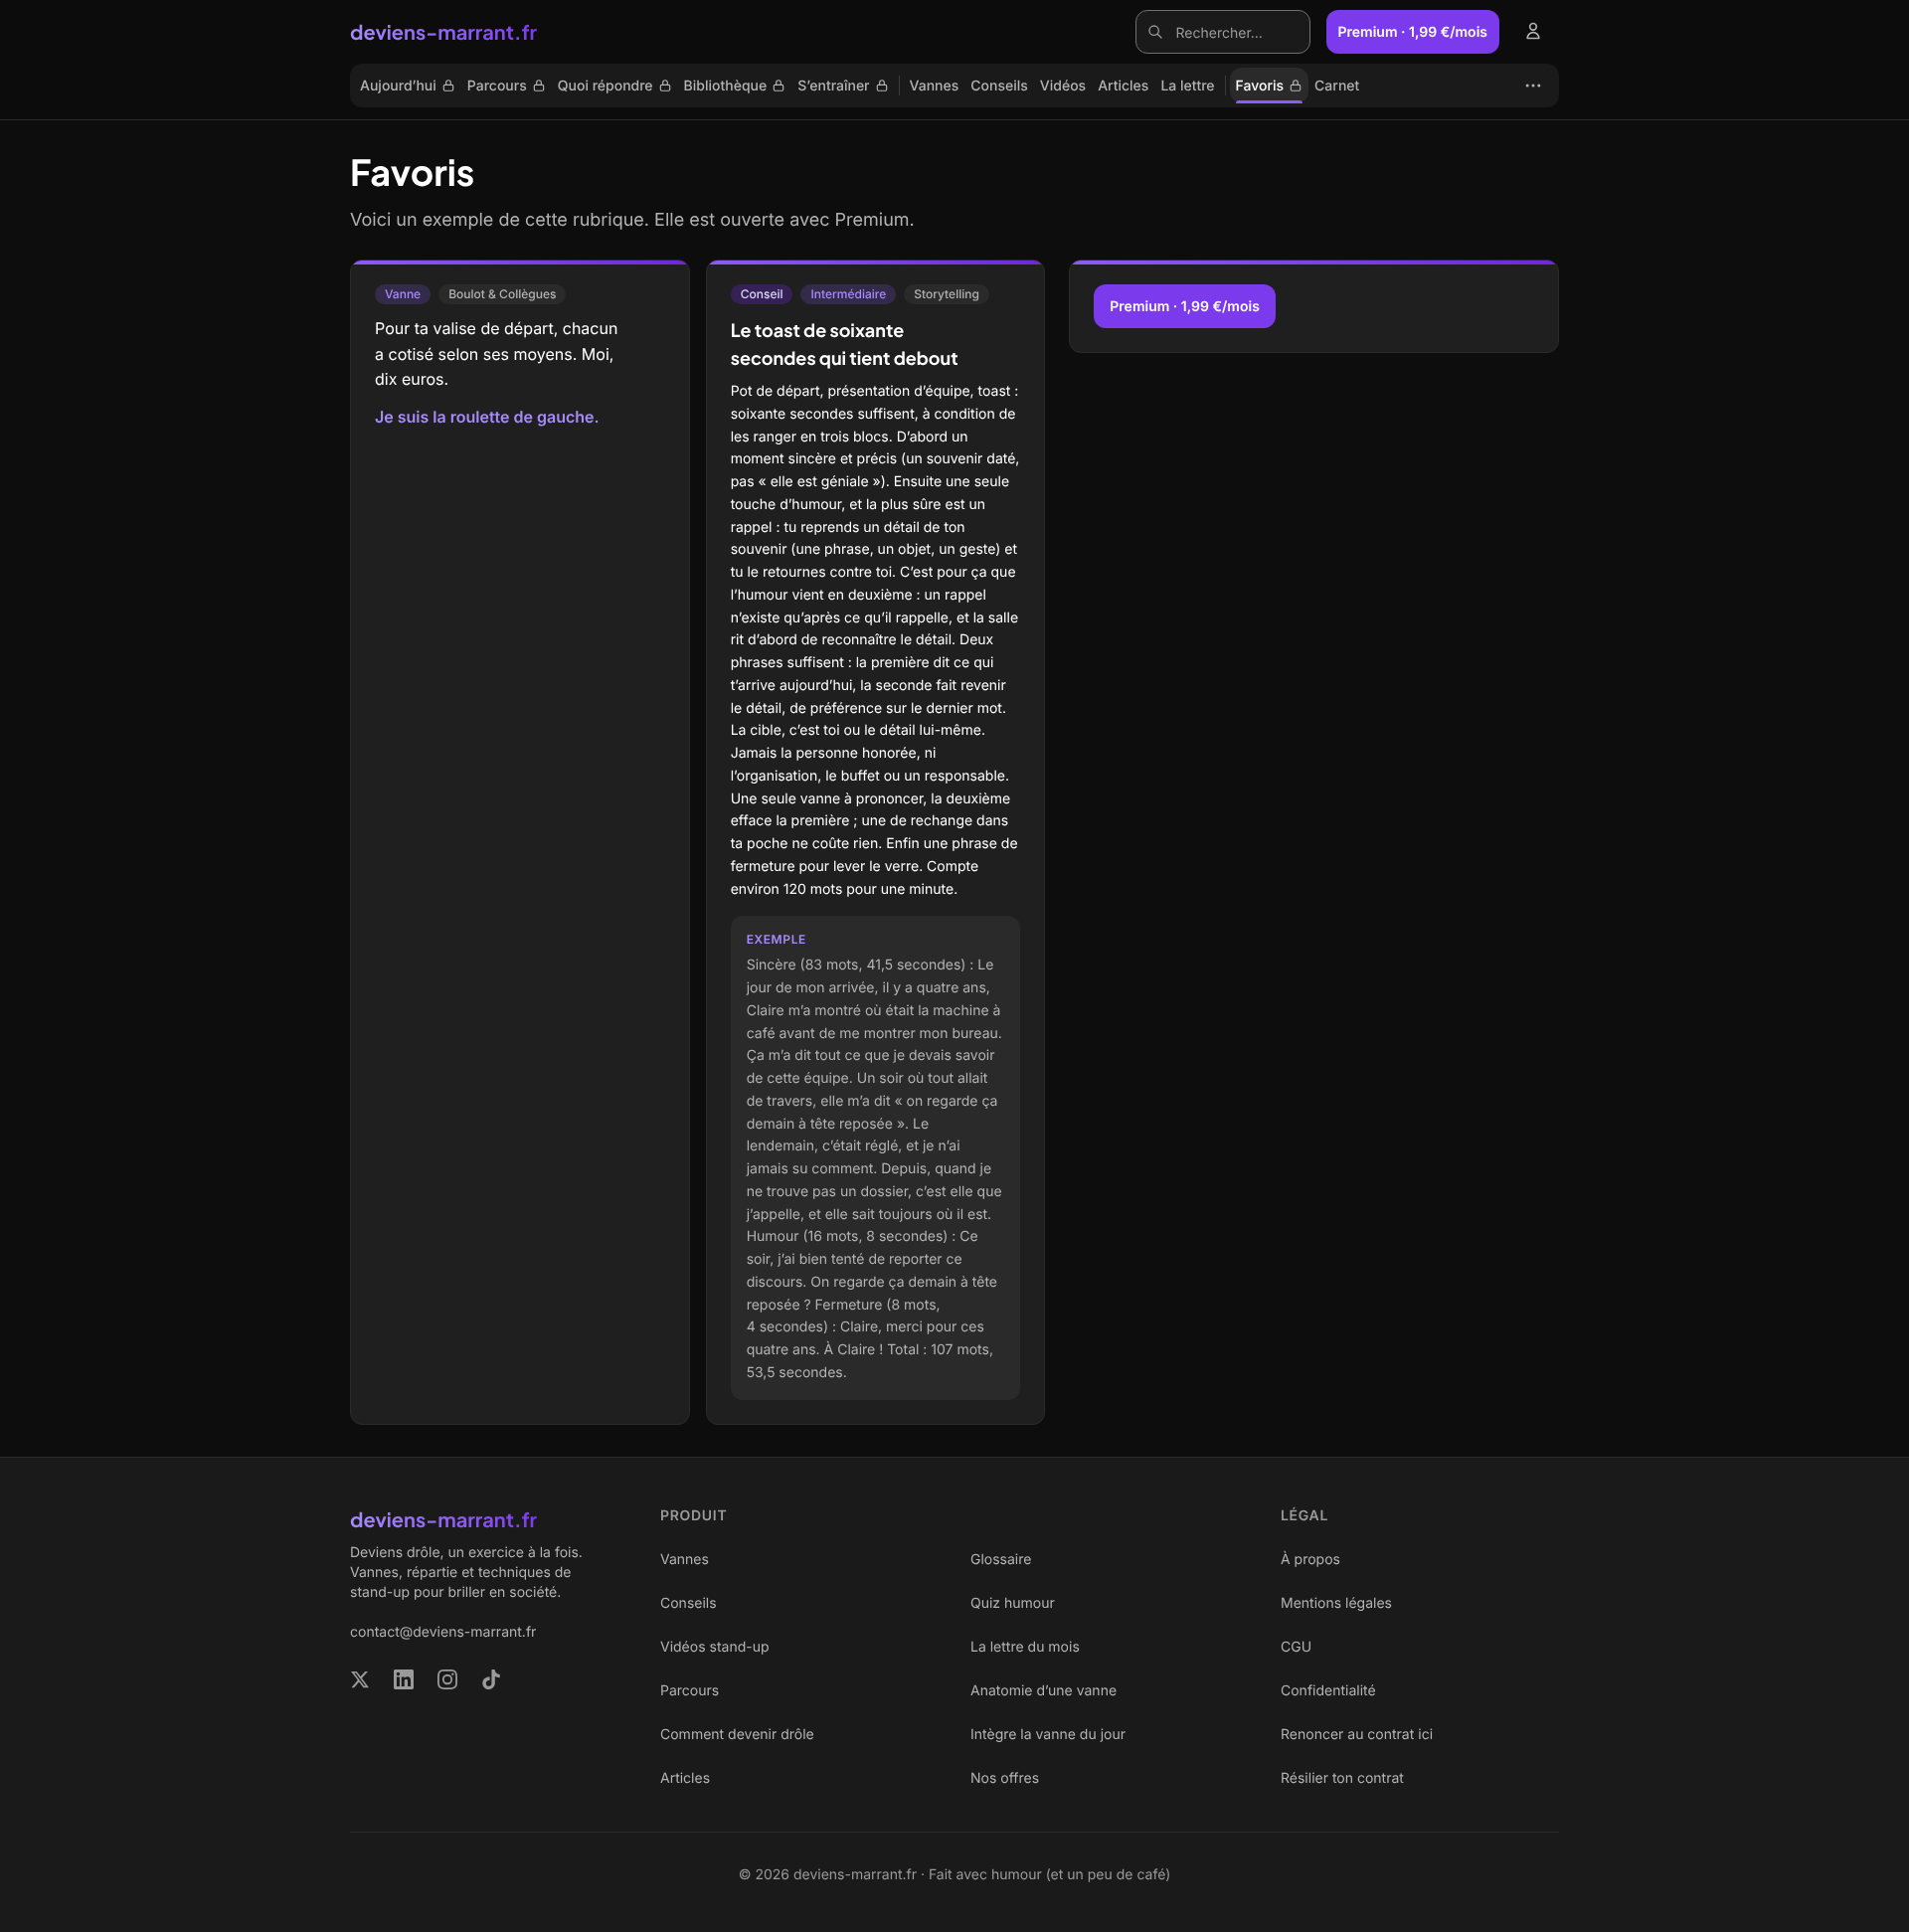 deviens-marrant.fr
Rechercher...
Premium · 1,99 €/mois
Aujourd’hui
Parcours
Quoi répondre
Bibliothèque
S’entraîner
Vannes
Conseils
Vidéos
Articles
La lettre
Favoris
Carnet
Favoris
Voici un exemple de cette rubrique. Elle est ouverte avec Premium.
Vanne
Boulot & Collègues
Pour ta valise de départ, chacun
a cotisé selon ses moyens. Moi,
dix euros.
Je suis la roulette de gauche.
Conseil
Intermédiaire
Storytelling
Le toast de soixante
secondes qui tient debout
Pot de départ, présentation d’équipe, toast :
soixante secondes suffisent, à condition de
les ranger en trois blocs. D’abord un
moment sincère et précis (un souvenir daté,
pas « elle est géniale »). Ensuite une seule
touche d’humour, et la plus sûre est un
rappel : tu reprends un détail de ton
souvenir (une phrase, un objet, un geste) et
tu le retournes contre toi. C’est pour ça que
l’humour vient en deuxième : un rappel
n’existe qu’après ce qu’il rappelle, et la salle
rit d’abord de reconnaître le détail. Deux
phrases suffisent : la première dit ce qui
t’arrive aujourd’hui, la seconde fait revenir
le détail, de préférence sur le dernier mot.
La cible, c’est toi ou le détail lui-même.
Jamais la personne honorée, ni
l’organisation, le buffet ou un responsable.
Une seule vanne à prononcer, la deuxième
efface la première ; une de rechange dans
ta poche ne coûte rien. Enfin une phrase de
fermeture pour lever le verre. Compte
environ 120 mots pour une minute.
EXEMPLE
Sincère (83 mots, 41,5 secondes) : Le
jour de mon arrivée, il y a quatre ans,
Claire m’a montré où était la machine à
café avant de me montrer mon bureau.
Ça m’a dit tout ce que je devais savoir
de cette équipe. Un soir où tout allait
de travers, elle m’a dit « on regarde ça
demain à tête reposée ». Le
lendemain, c’était réglé, et je n’ai
jamais su comment. Depuis, quand je
ne trouve pas un dossier, c’est elle que
j’appelle, et elle sait toujours où il est.
Humour (16 mots, 8 secondes) : Ce
soir, j’ai bien tenté de reporter ce
discours. On regarde ça demain à tête
reposée ? Fermeture (8 mots,
4 secondes) : Claire, merci pour ces
quatre ans. À Claire ! Total : 107 mots,
53,5 secondes.
Premium · 1,99 €/mois
deviens-marrant.fr
Deviens drôle, un exercice à la fois.
Vannes, répartie et techniques de
stand-up pour briller en société.
contact@deviens-marrant.fr
PRODUIT
Vannes
Conseils
Vidéos stand-up
Parcours
Comment devenir drôle
Articles
Glossaire
Quiz humour
La lettre du mois
Anatomie d’une vanne
Intègre la vanne du jour
Nos offres
LÉGAL
À propos
Mentions légales
CGU
Confidentialité
Renoncer au contrat ici
Résilier ton contrat
© 2026 deviens-marrant.fr · Fait avec humour (et un peu de café)